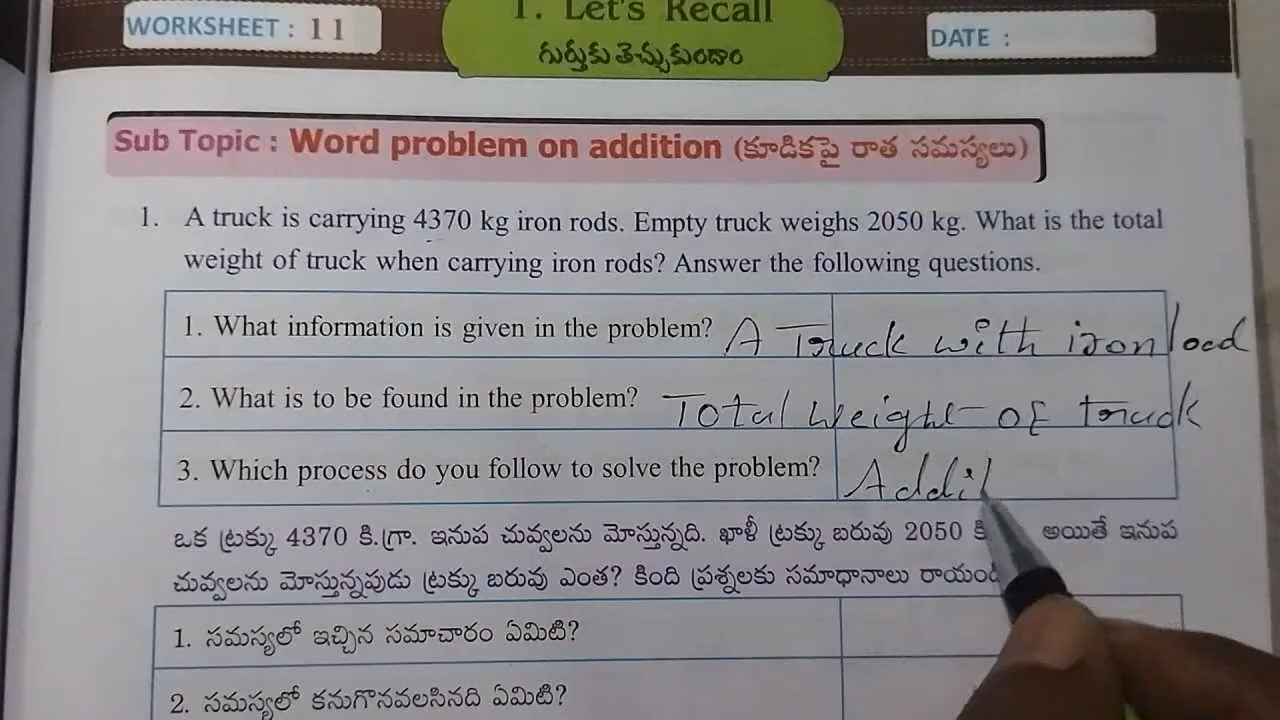 WORKSHEET : 11
1. Let's Recall
గుర్తుకు తెచ్చుకుందాం
DATE :
Sub Topic : Word problem on addition (కూడికపై రాత సమస్యలు)
1. A truck is carrying 4370 kg iron rods. Empty truck weighs 2050 kg. What is the total
weight of truck when carrying iron rods? Answer the following questions.
1. What information is given in the problem? A Truck with iron load
2. What is to be found in the problem? Total weight of truck
3. Which process do you follow to solve the problem? Addit
ఒక ట్రక్కు 4370 కి.గ్రా. ఇనుప చువ్వలను మోస్తున్నది. ఖాళీ ట్రక్కు బరువు 2050 కి అయితే ఇనుప
చువ్వలను మోస్తున్నపుడు ట్రక్కు బరువు ఎంత? కింది ప్రశ్నలకు సమాధానాలు రాయండి
1. సమస్యలో ఇచ్చిన సమాచారం ఏమిటి?
2. సమస్యలో కనుగొనవలసినది ఏమిటి?